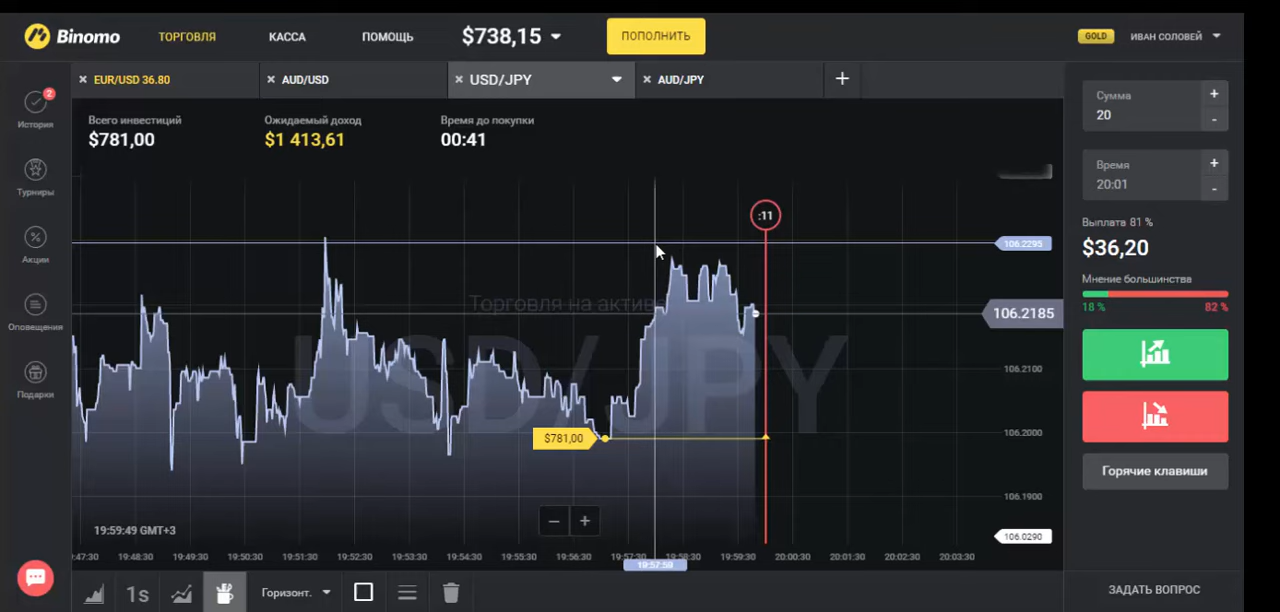 Binomo
ТОРГОВЛЯ
КАССА
ПОМОЩЬ
$738,15
ПОПОЛНИТЬ
GOLD
ИВАН СОЛОВЕЙ
EUR/USD 36.80
AUD/USD
USD/JPY
AUD/JPY
2
История
Турниры
Акции
Оповещения
Подарки
Всего инвестиций
$781,00
Ожидаемый доход
$1 413,61
Время до покупки
00:41
:11
Торговля на актива
USD/JPY
$781,00
106.2295
106.2185
106.2100
106.2000
106.1900
106.0290
19:59:49 GMT+3
:47:30 19:48:30 19:49:30 19:50:30 19:51:30 19:52:30 19:53:30 19:54:30 19:55:30 19:56:30 19:57:30 19:58:30 19:59:30 20:00:30 20:01:30 20:02:30 20:03:30
19:57:59
1s
Горизонт.
Сумма
20
Время
20:01
Выплата 81 %
$36,20
Мнение большинства
18 % 82 %
Горячие клавиши
ЗАДАТЬ ВОПРОС